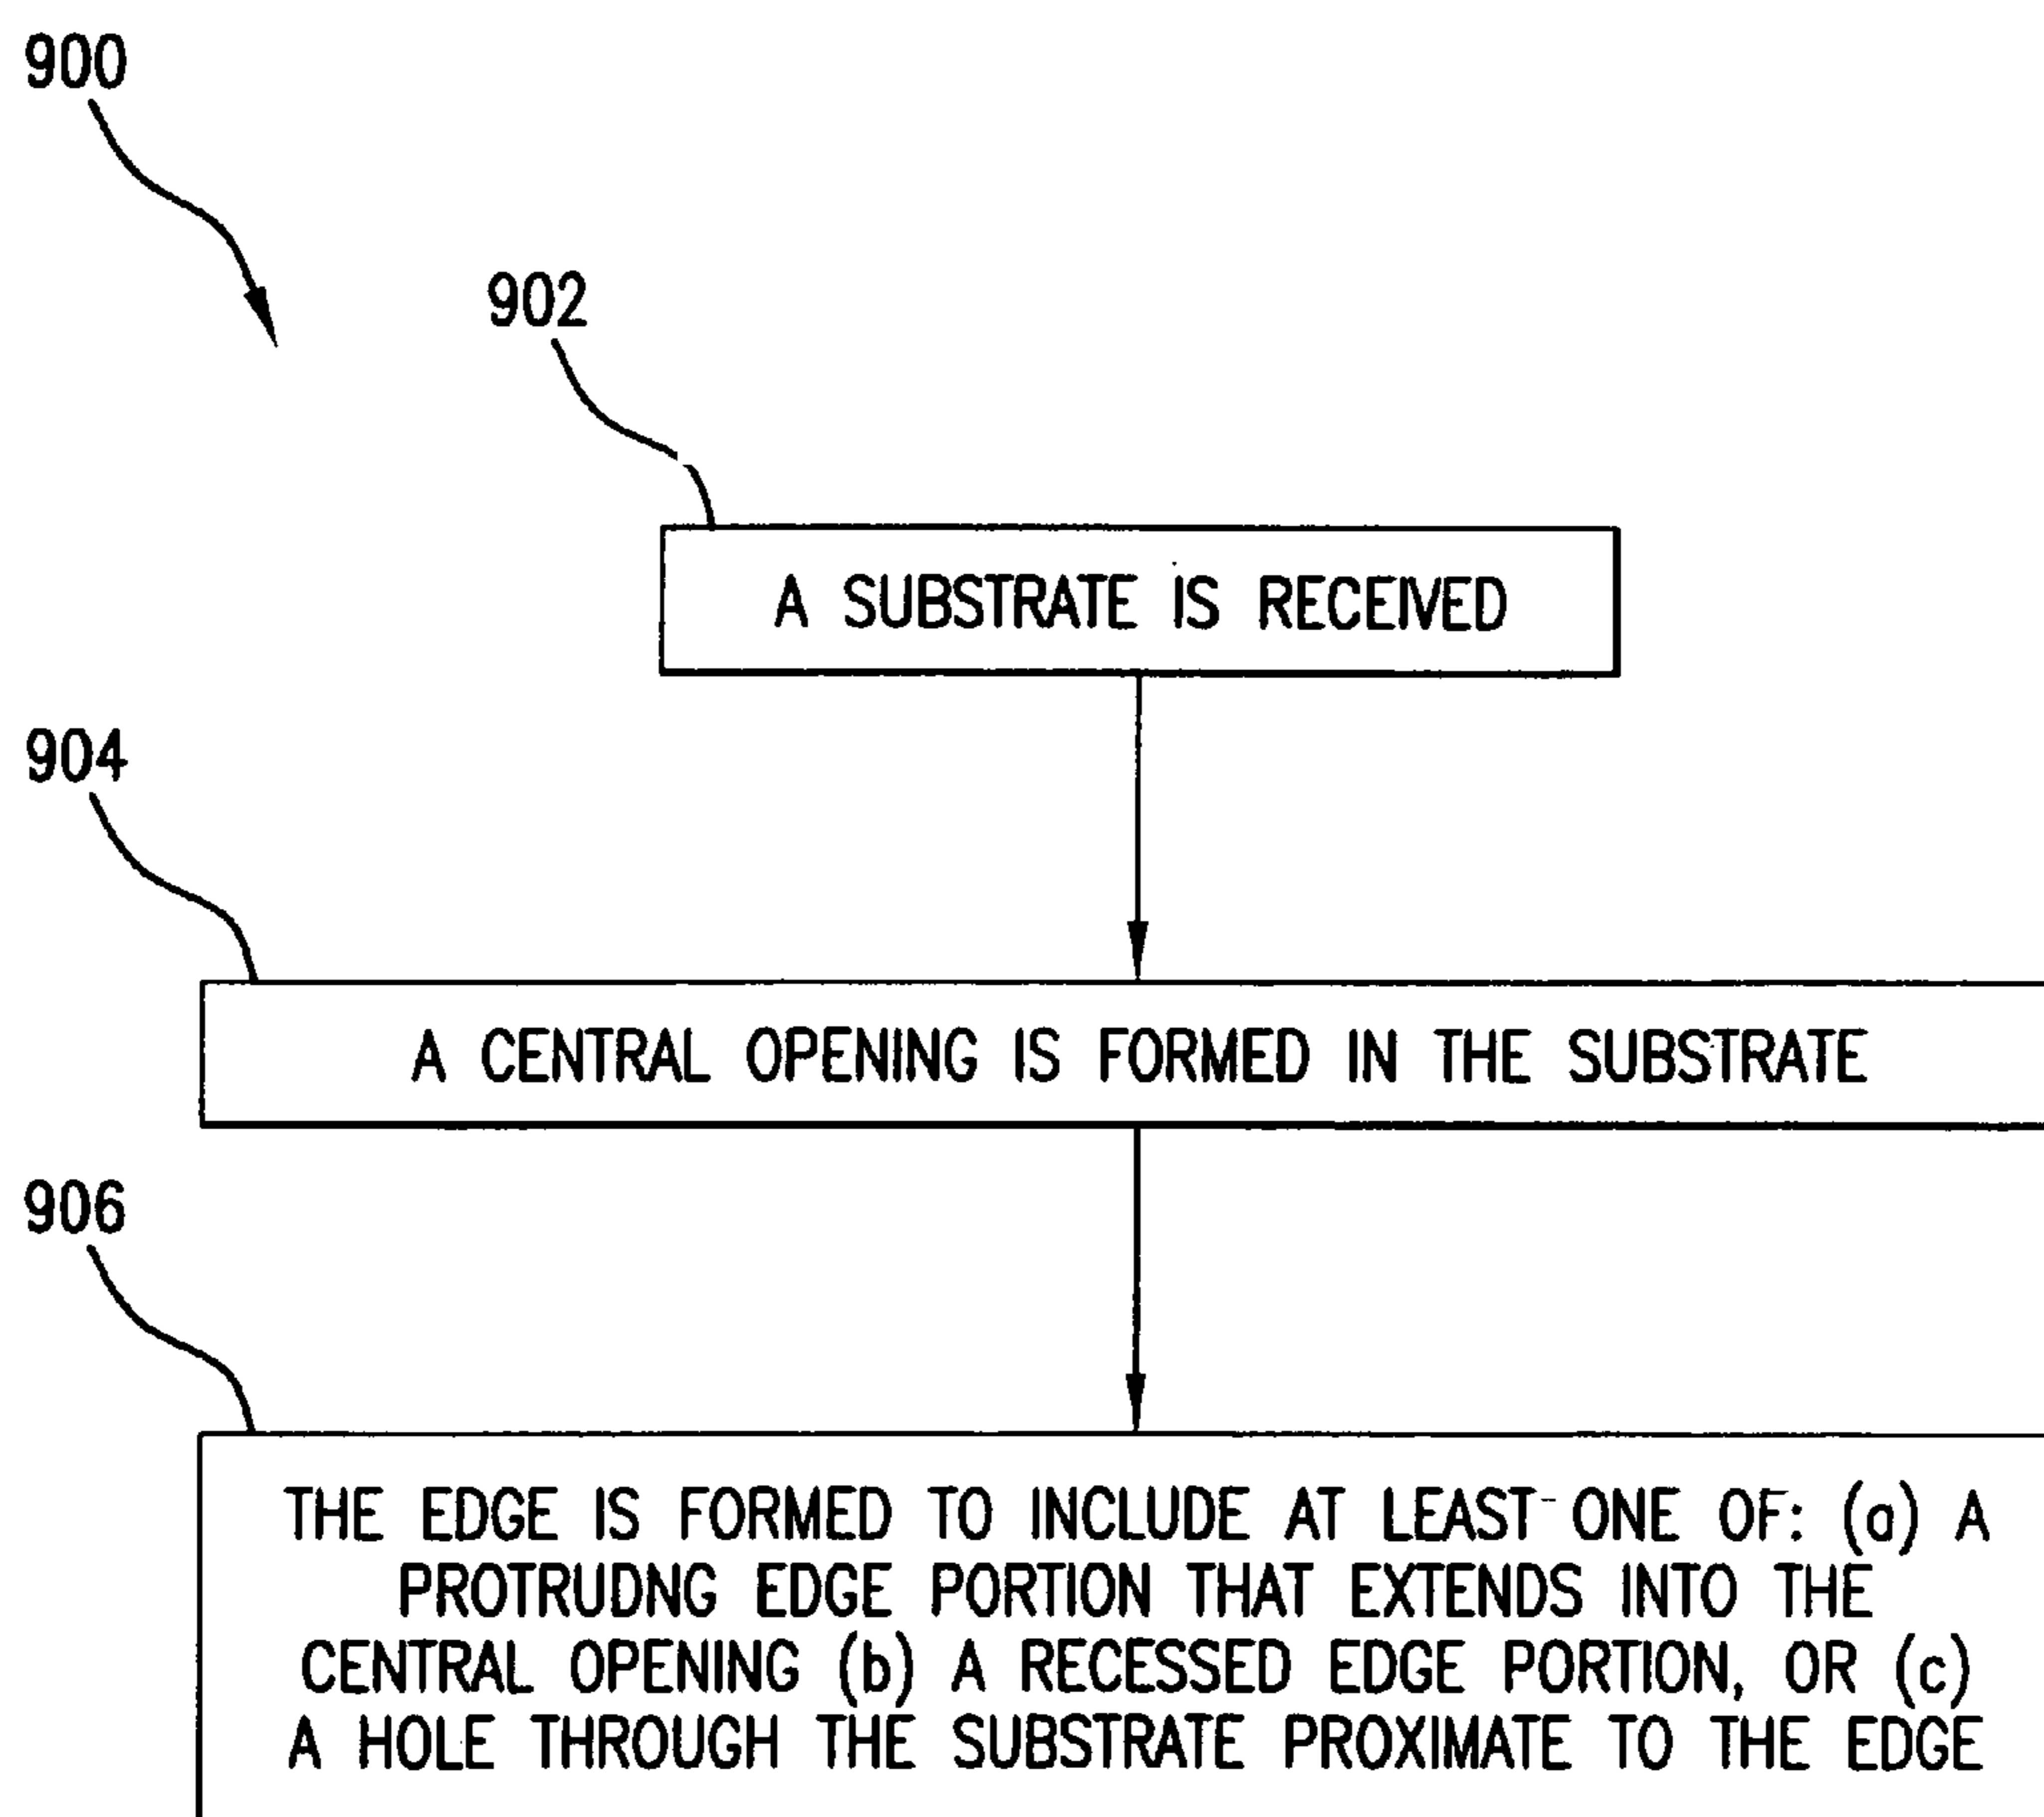 900
902
A SUBSTRATE IS RECEIVED
904
A CENTRAL OPENING IS FORMED IN THE SUBSTRATE
906
THE EDGE IS FORMED TO INCLUDE AT LEAST ONE OF: (a) A
PROTRUDNG EDGE PORTION THAT EXTENDS INTO THE
CENTRAL OPENING (b) A RECESSED EDGE PORTION, OR (c)
A HOLE THROUGH THE SUBSTRATE PROXIMATE TO THE EDGE